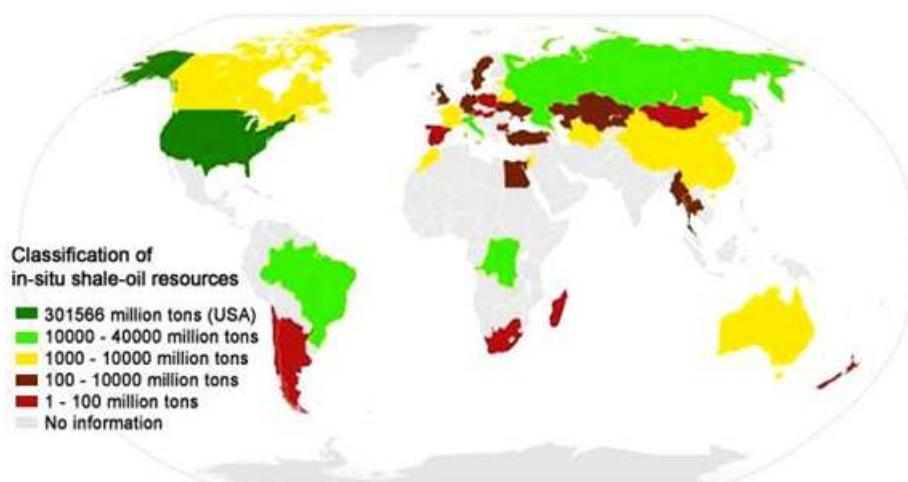 Classification of
in-situ shale-oil resources
301566 million tons (USA)
10000 - 40000 million tons
1000 - 10000 million tons
100 - 10000 million tons
1 - 100 million tons
No information